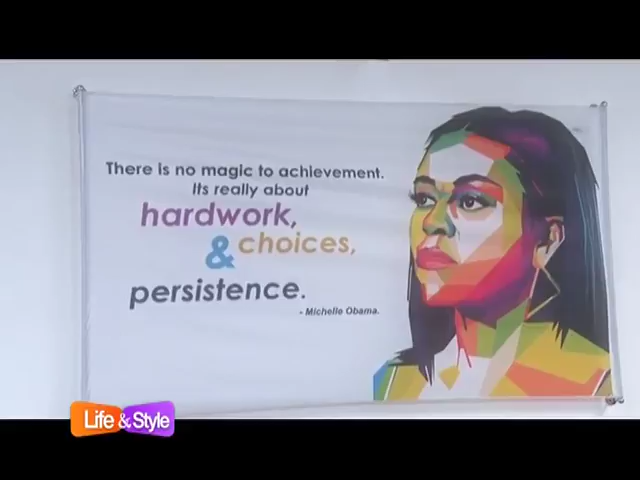 There is no magic to achievement.
Its really about
hardwork,
& choices,
persistence.
- Michelle Obama.
Life & Style